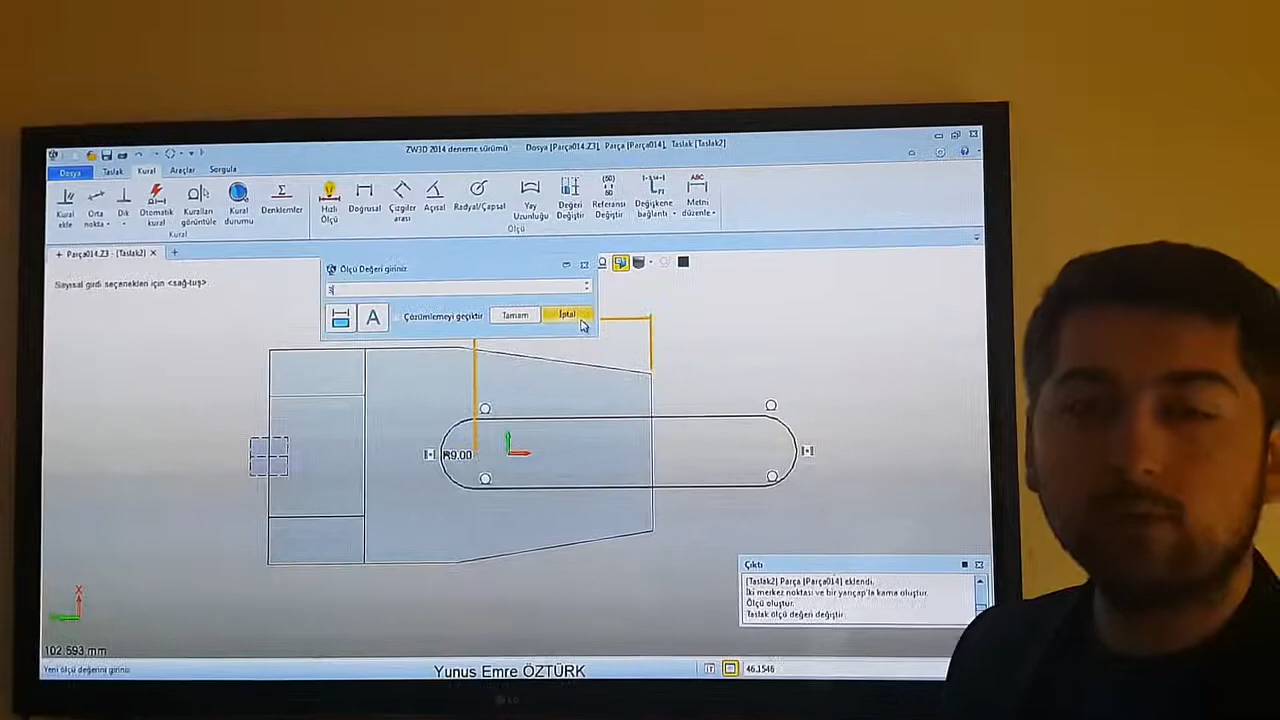 ZW3D 2014 deneme sürümü Dosya [Parça014.Z3], Parça [Parça014], Taslak [Taslak2]
Dosya Taslak Kural Araçlar Sorgula
Kural ekle
Orta nokta
Dik
Otomatik kural
Kuralları görüntüle
Kural durumu
Denklemler
Hızlı Ölçü
Doğrusal
Çizgiler arası
Açısal
Radyal/Çapsal
Yay Uzunluğu
Değeri Değiştir
Referansı Değiştir
Değişkene bağlantı
Metni düzenle
Kural Ölçü
Parça014.Z3 - [Taslak2]
Sayısal girdi seçenekleri için <sağ-tuş>.
Ölçü Değeri giriniz
3
A Çözümlemeyi geçiktir Tamam İptal
R9.00
Çıktı
[Taslak2] Parça [Parça014] eklendi.
İki merkez noktası ve bir yarıçap'la kama oluştur.
Ölçü oluştur.
Taslak ölçü değeri değiştir
X
102.593 mm
Yeni ölçü değerini giriniz
Yunus Emre ÖZTÜRK
46.1546
LG